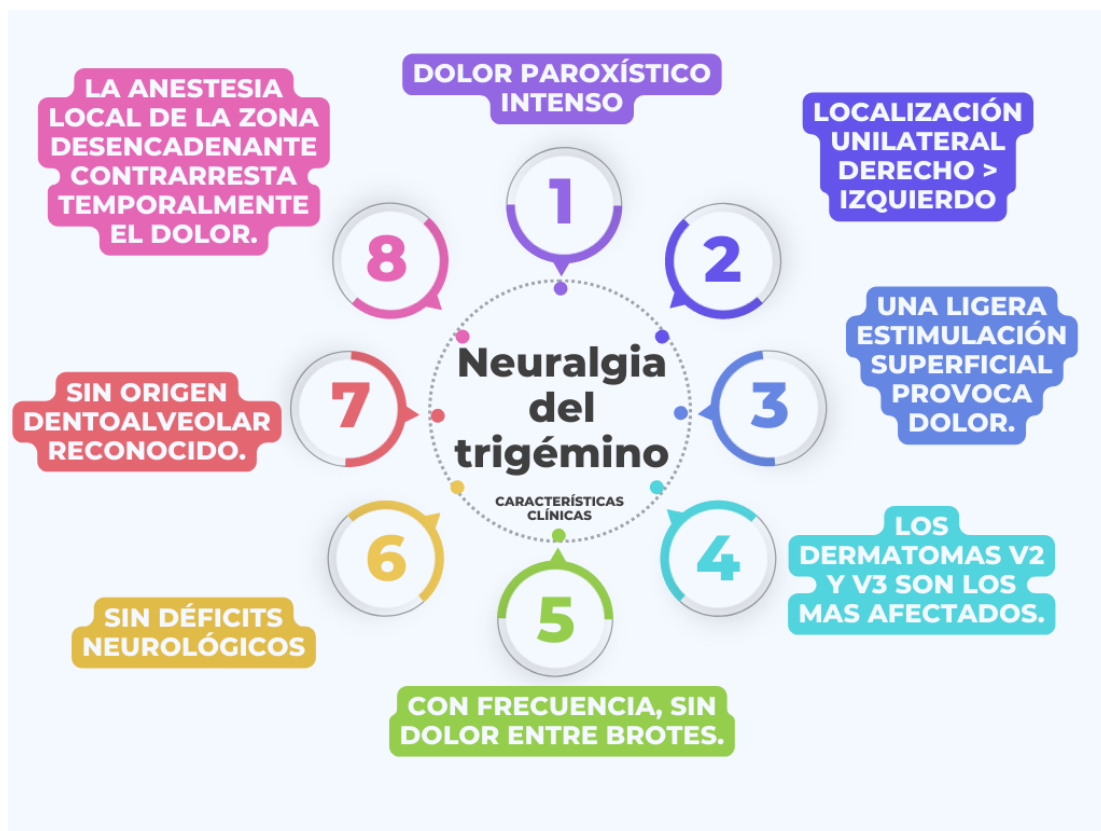 Neuralgia
del
trigémino
CARACTERÍSTICAS
CLÍNICAS
1
DOLOR PAROXÍSTICO
INTENSO
2
LOCALIZACIÓN
UNILATERAL
DERECHO >
IZQUIERDO
3
UNA LIGERA
ESTIMULACIÓN
SUPERFICIAL
PROVOCA
DOLOR.
4
LOS
DERMATOMAS V2
Y V3 SON LOS
MAS AFECTADOS.
5
CON FRECUENCIA, SIN
DOLOR ENTRE BROTES.
6
SIN DÉFICITS
NEUROLÓGICOS
7
SIN ORIGEN
DENTOALVEOLAR
RECONOCIDO.
8
LA ANESTESIA
LOCAL DE LA ZONA
DESENCADENANTE
CONTRARRESTA
TEMPORALMENTE
EL DOLOR.